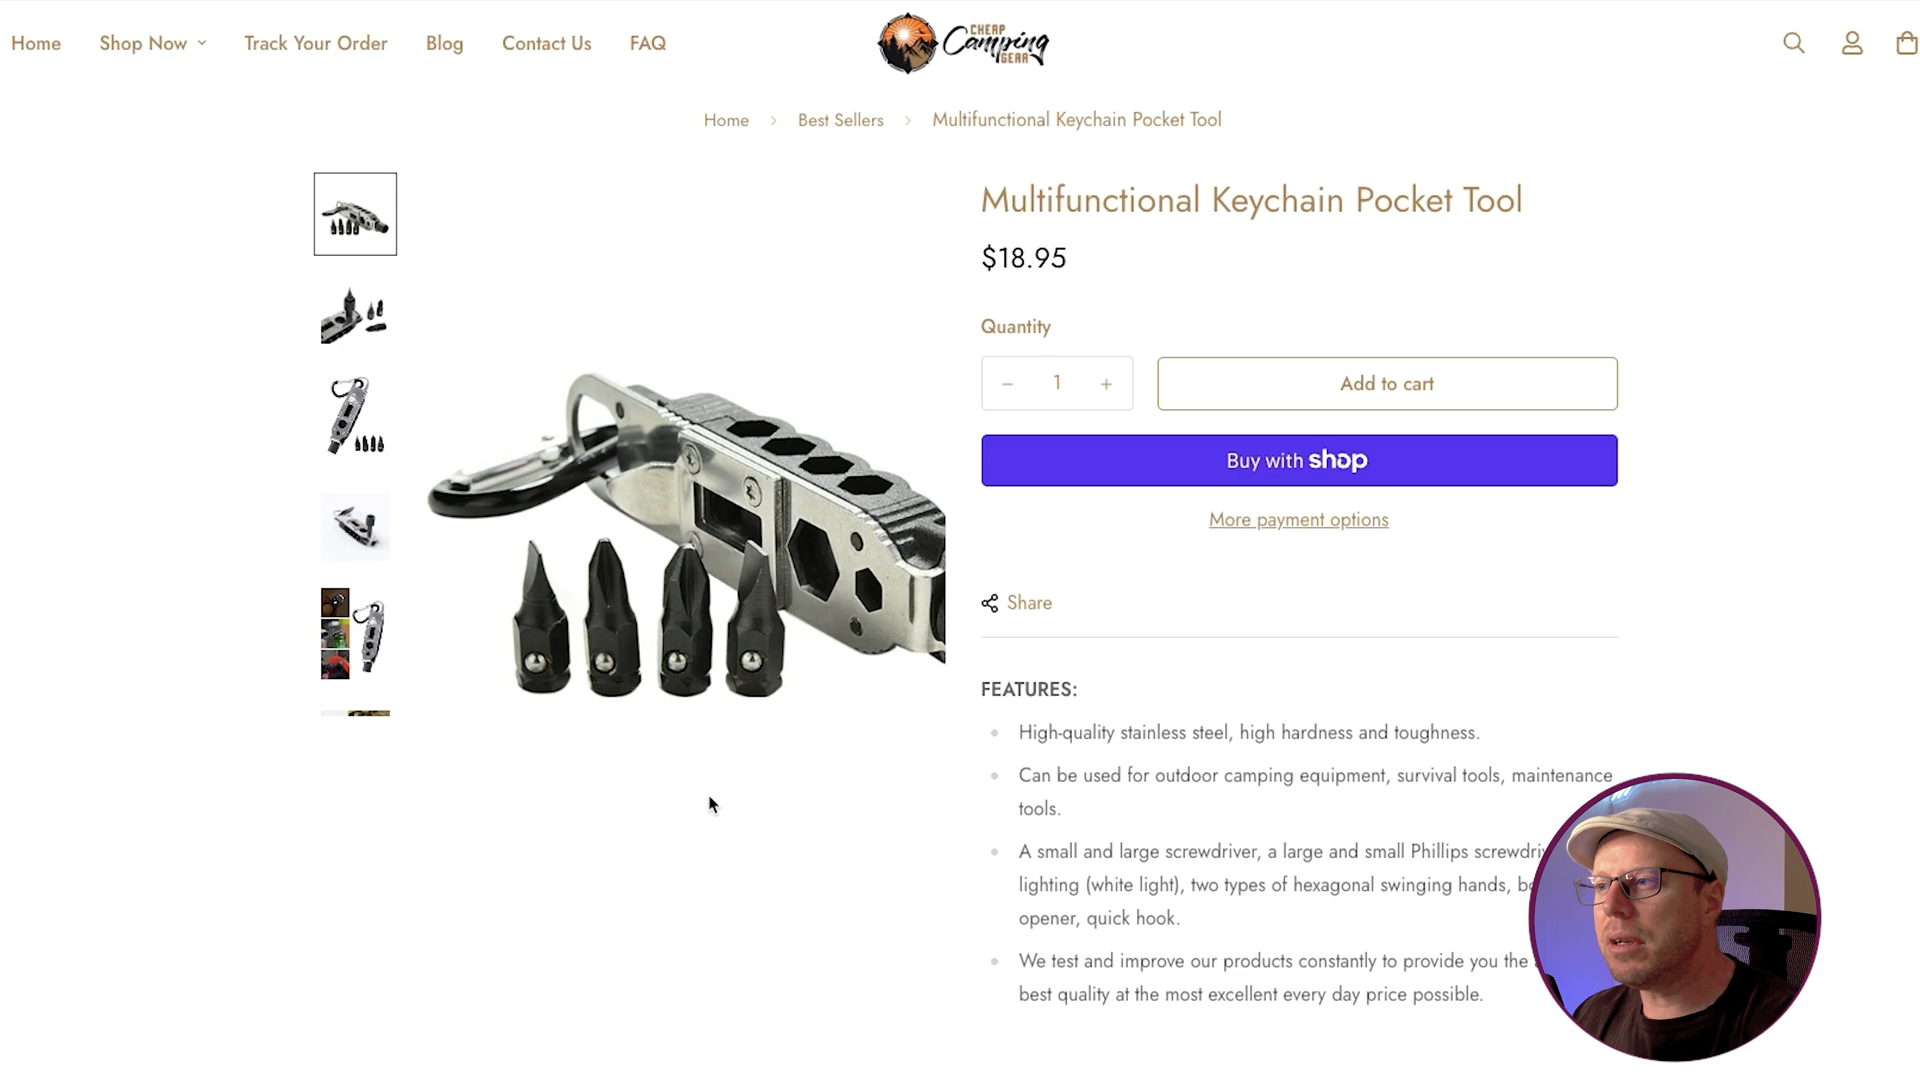 Home
Shop Now
Track Your Order
Blog
Contact Us
FAQ
CHEAP
Camping
GEAR
Home
Best Sellers
Multifunctional Keychain Pocket Tool
Multifunctional Keychain Pocket Tool
$18.95
Quantity
− 1 +
Add to cart
Buy with shop
More payment options
Share
FEATURES:
High-quality stainless steel, high hardness and toughness.
Can be used for outdoor camping equipment, survival tools, maintenance
tools.
A small and large screwdriver, a large and small Phillips
lighting (white light), two types of hexagonal swinging hands,
opener, quick hook.
We test and improve our products constantly to provide you the
best quality at the most excellent every day price possible.